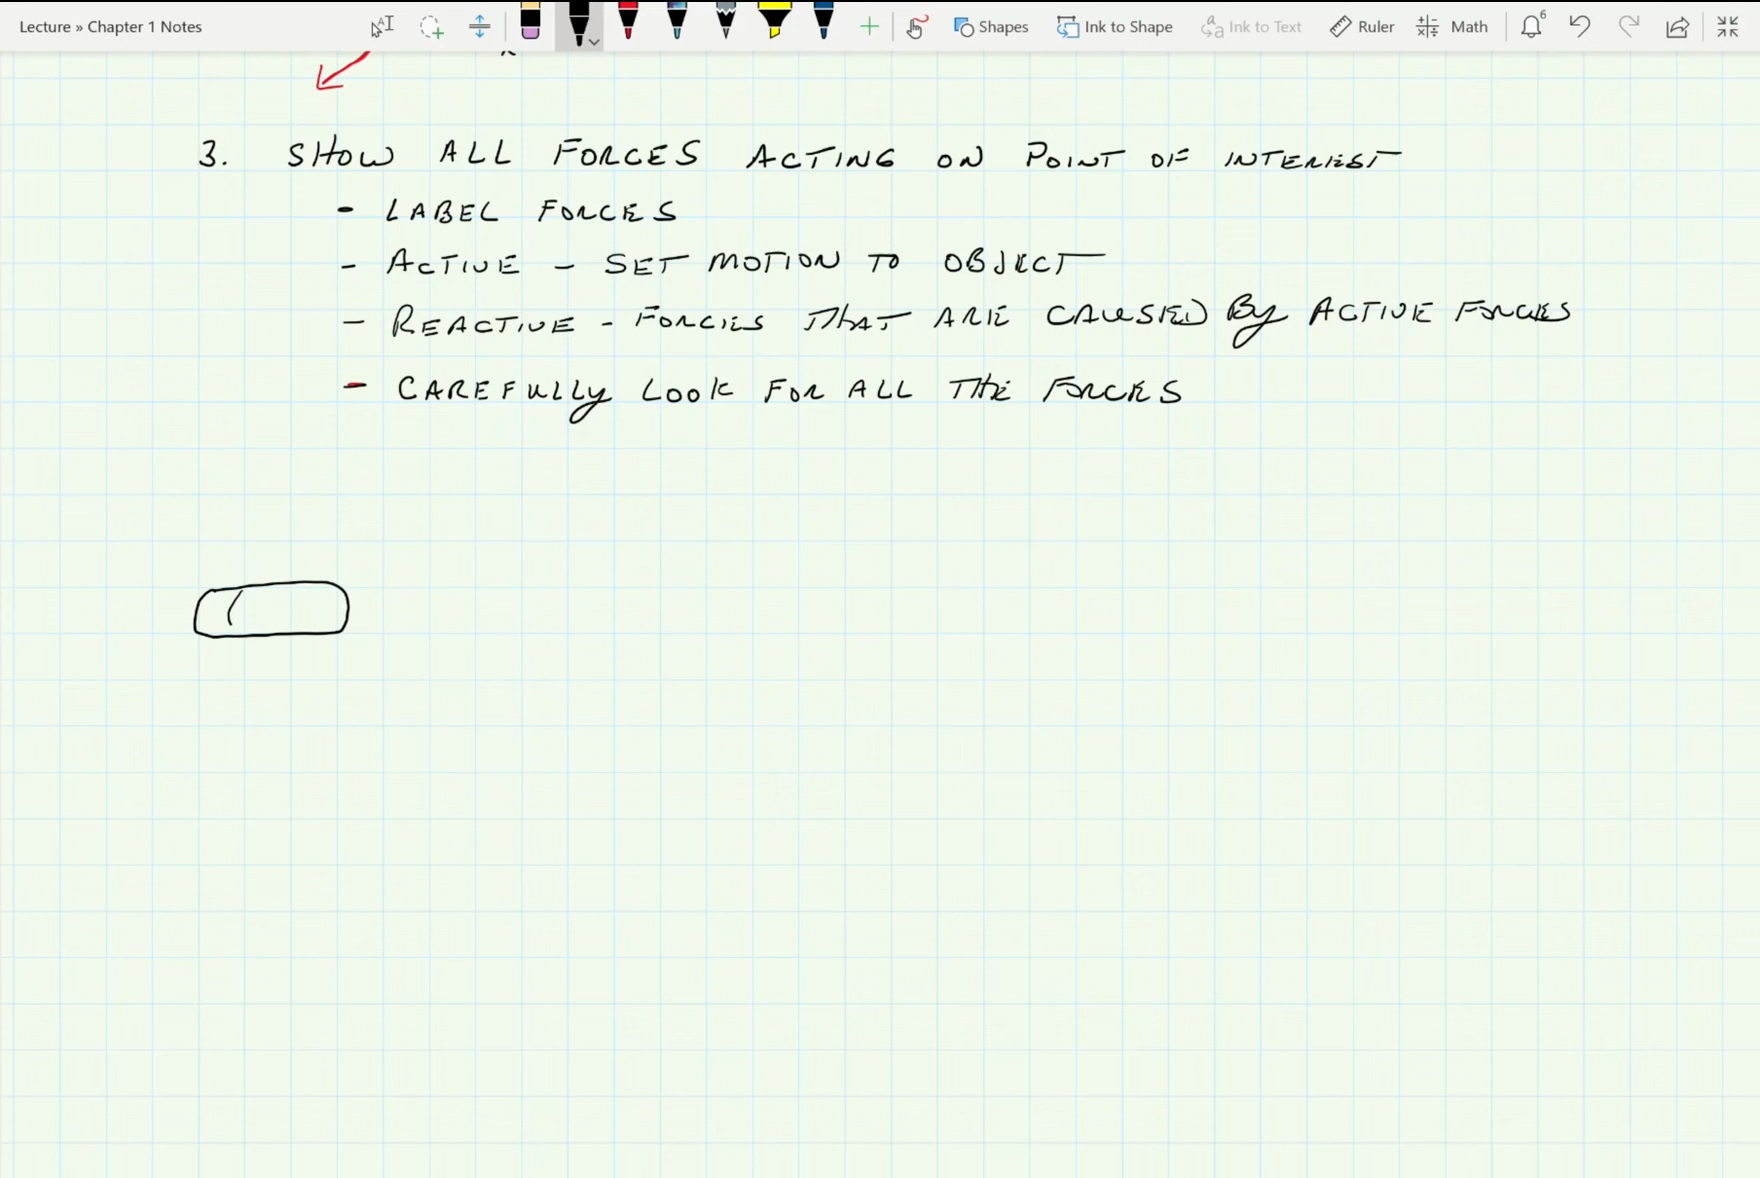 Lecture » Chapter 1 Notes
Shapes
Ink to Shape
Ink to Text
Ruler
Math
6
3. SHOW ALL FORCES ACTING ON POINT OF INTEREST
- LABEL FORCES
- ACTIVE - SET MOTION TO OBJECT
- REACTIVE - FORCES THAT ARE CAUSED By ACTIVE FORCES
- CAREFULLy LOOK FOR ALL THE FORCES